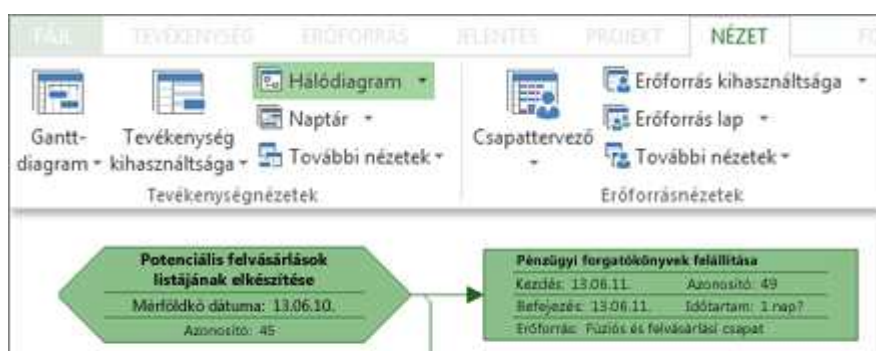 FÁJL TEVÉKENYSÉG ERŐFORRÁS JELENTÉS PROJEKT NÉZET FO
Gantt-
diagram
Tevékenység
kihasználtsága
Hálódiagram
Naptár
További nézetek
Tevékenységnézetek
Csapattervező
Erőforrás kihasználtsága
Erőforrás lap
További nézetek
Erőforrásnézetek
Potenciális felvásárlások
listájának elkészítése
Mérföldkő dátuma: 13.06.10.
Azonosító: 45
Pénzügyi forgatókönyvek felállítása
Kezdés: 13.06.11. Azonosító: 49
Befejezés: 13.06.11. Időtartam: 1 nap?
Erőforrás: Fúziós és felvásárlási csapat